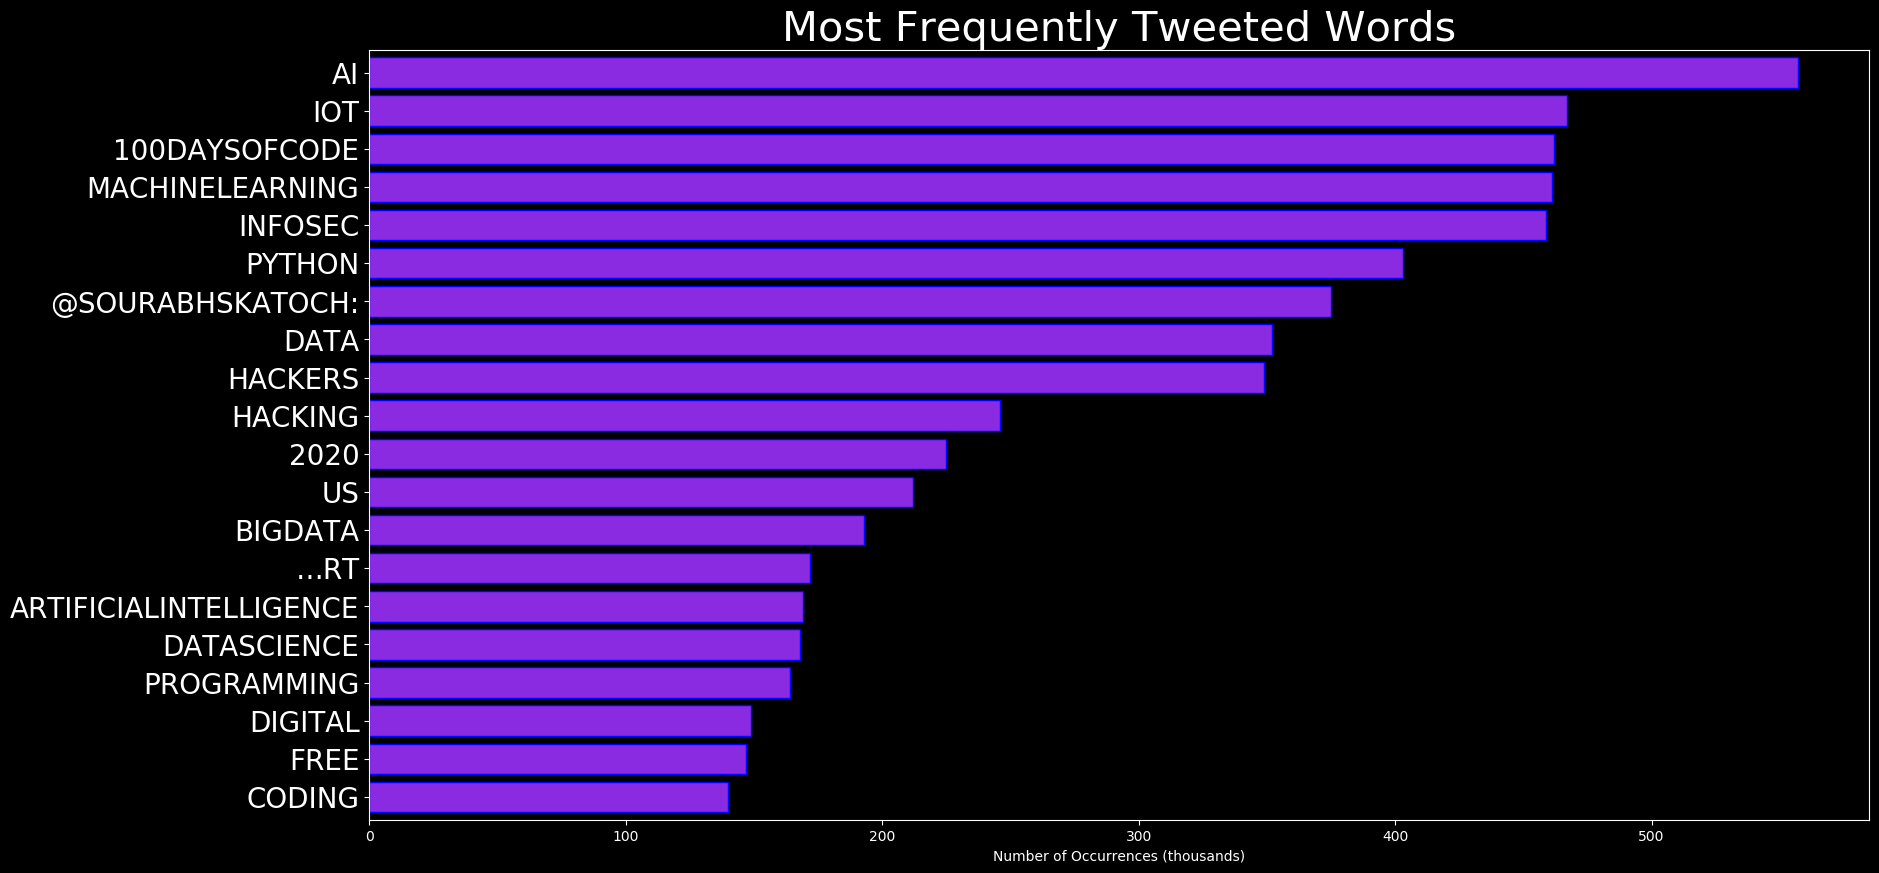 Most Frequently Tweeted Words
AI
IOT
100DAYSOFCODE
MACHINELEARNING
INFOSEC
PYTHON
@SOURABHSKATOCH:
DATA
HACKERS
HACKING
2020
US
BIGDATA
…RT
ARTIFICIALINTELLIGENCE
DATASCIENCE
PROGRAMMING
DIGITAL
FREE
CODING
0 100 200 300 400 500
Number of Occurrences (thousands)